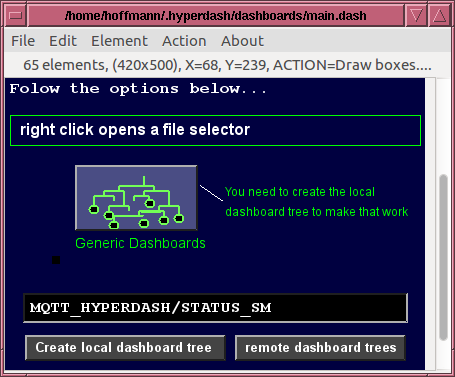 /home/hoffmann/.hyperdash/dashboards/main.dash
File Edit Element Action About
65 elements, (420x500), X=68, Y=239, ACTION=Draw boxes....
Folow the options below...
right click opens a file selector
You need to create the local
dashboard tree to make that work
Generic Dashboards
MQTT_HYPERDASH/STATUS_SM
Create local dashboard tree remote dashboard trees